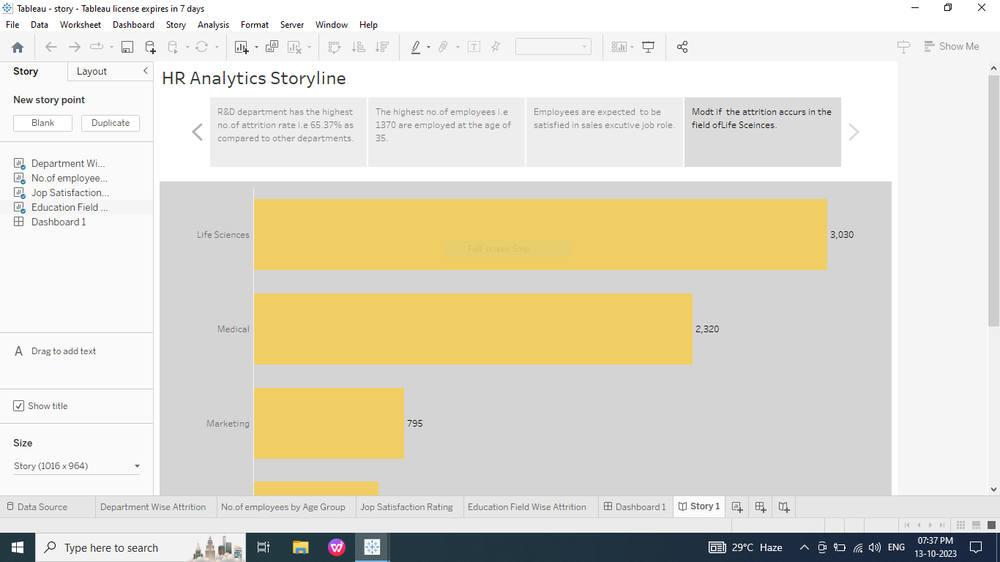 Tableau - story - Tableau license expires in 7 days
File Data Worksheet Dashboard Story Analysis Format Server Window Help
Show Me
Story Layout
New story point
Blank Duplicate
Department Wi...
No.of employee...
Jop Satisfaction...
Education Field ...
Dashboard 1
A Drag to add text
Show title
Size
Story (1016 x 964)
HR Analytics Storyline
R&D department has the highest
no.of attrition rate i.e 65.37% as
compared to other departments.
The highest no.of employees i.e
1370 are employed at the age of
35.
Employees are expected  to be
satisfied in sales excutive job role.
Modt if  the attrition accurs in the
field ofLife Sceinces.
Life Sciences 3,030
Full-screen Snip
Medical 2,320
Marketing 795
Data Source Department Wise Attrition No.of employees by Age Group Jop Satisfaction Rating Education Field Wise Attrition Dashboard 1 Story 1
Type here to search
29°C Haze ENG
07:37 PM
13-10-2023